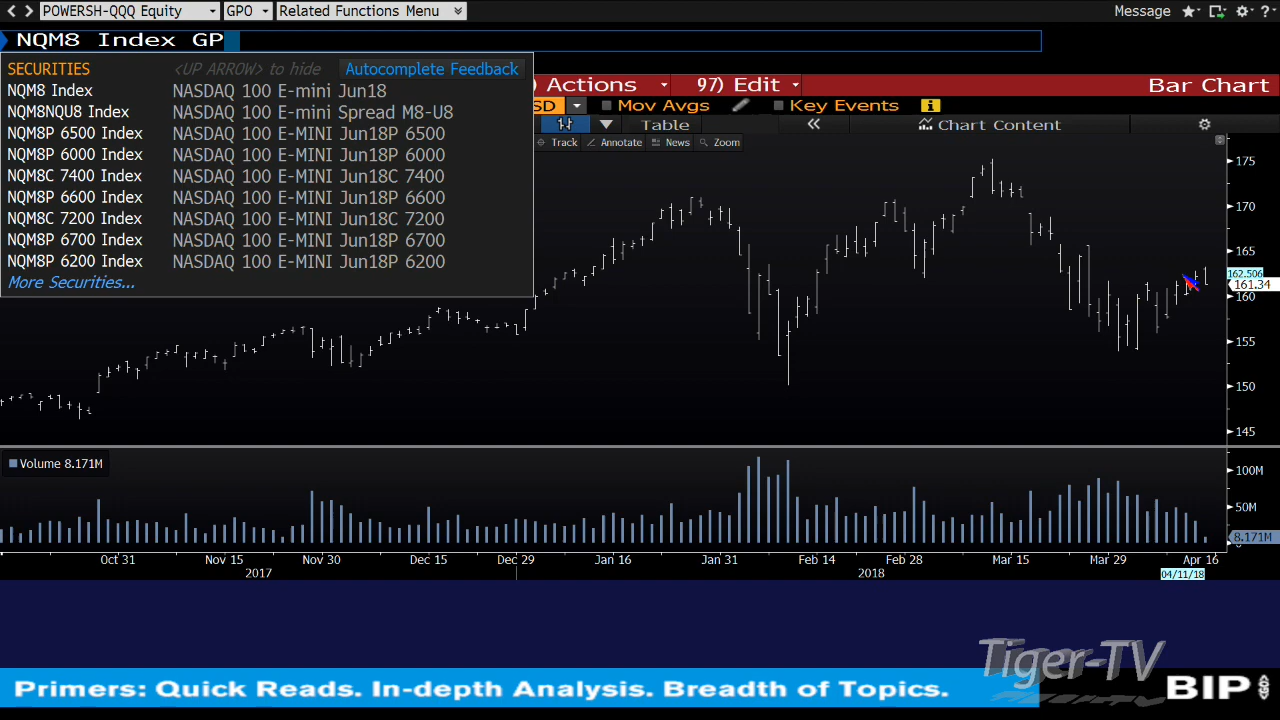 POWERSH-QQQ Equity GPO Related Functions Menu Message ?
NQM8 Index GP
SECURITIES <UP ARROW> to hide Autocomplete Feedback
NQM8 Index NASDAQ 100 E-mini Jun18
NQM8NQU8 Index NASDAQ 100 E-mini Spread M8-U8
NQM8P 6500 Index NASDAQ 100 E-MINI Jun18P 6500
NQM8P 6000 Index NASDAQ 100 E-MINI Jun18P 6000
NQM8C 7400 Index NASDAQ 100 E-MINI Jun18C 7400
NQM8P 6600 Index NASDAQ 100 E-MINI Jun18P 6600
NQM8C 7200 Index NASDAQ 100 E-MINI Jun18C 7200
NQM8P 6700 Index NASDAQ 100 E-MINI Jun18P 6700
NQM8P 6200 Index NASDAQ 100 E-MINI Jun18P 6200
More Securities...
) Actions 97) Edit Bar Chart
SD Mov Avgs Key Events
Table « Chart Content
Track Annotate News Zoom
175
170
165
162.506
161.34
160
155
150
145
Volume 8.171M
100M
50M
8.171M
0
Oct 31 Nov 15 Nov 30 Dec 15 Dec 29 Jan 16 Jan 31 Feb 14 Feb 28 Mar 15 Mar 29 Apr 16
2017 2018 04/11/18
Tiger-TV
Primers: Quick Reads. In-depth Analysis. Breadth of Topics.
BIP